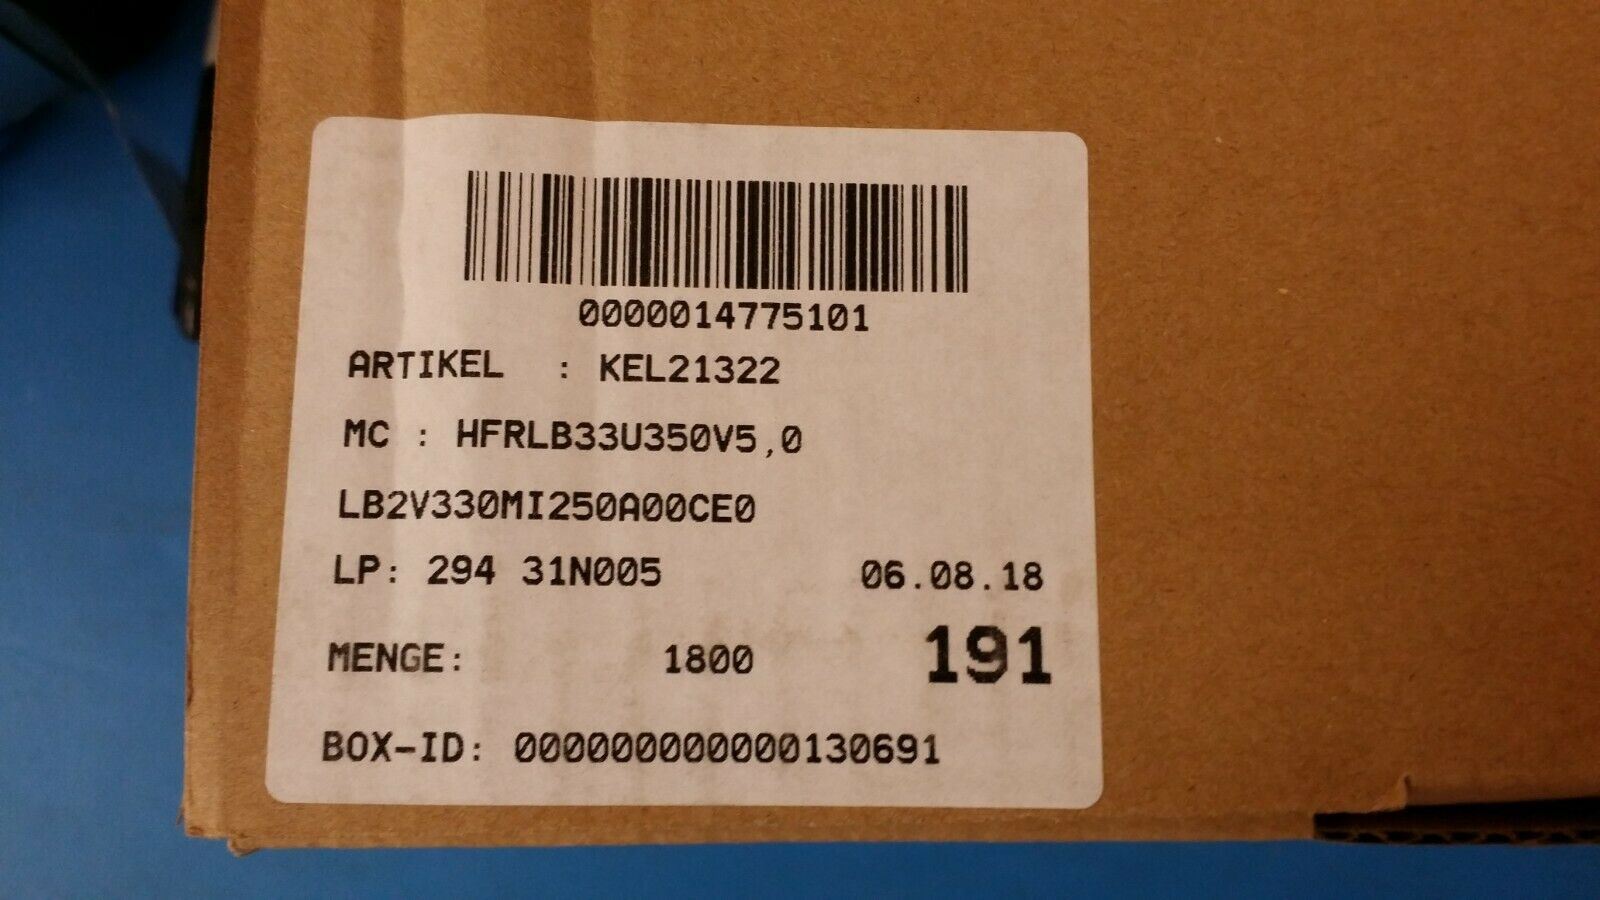 0000014775101
ARTIKEL : KEL21322
MC : HFRLB33U350V5,0
LB2V330MI250A00CE0
LP: 294 31N005 06.08.18
MENGE: 1800 191
BOX-ID: 000000000000130691